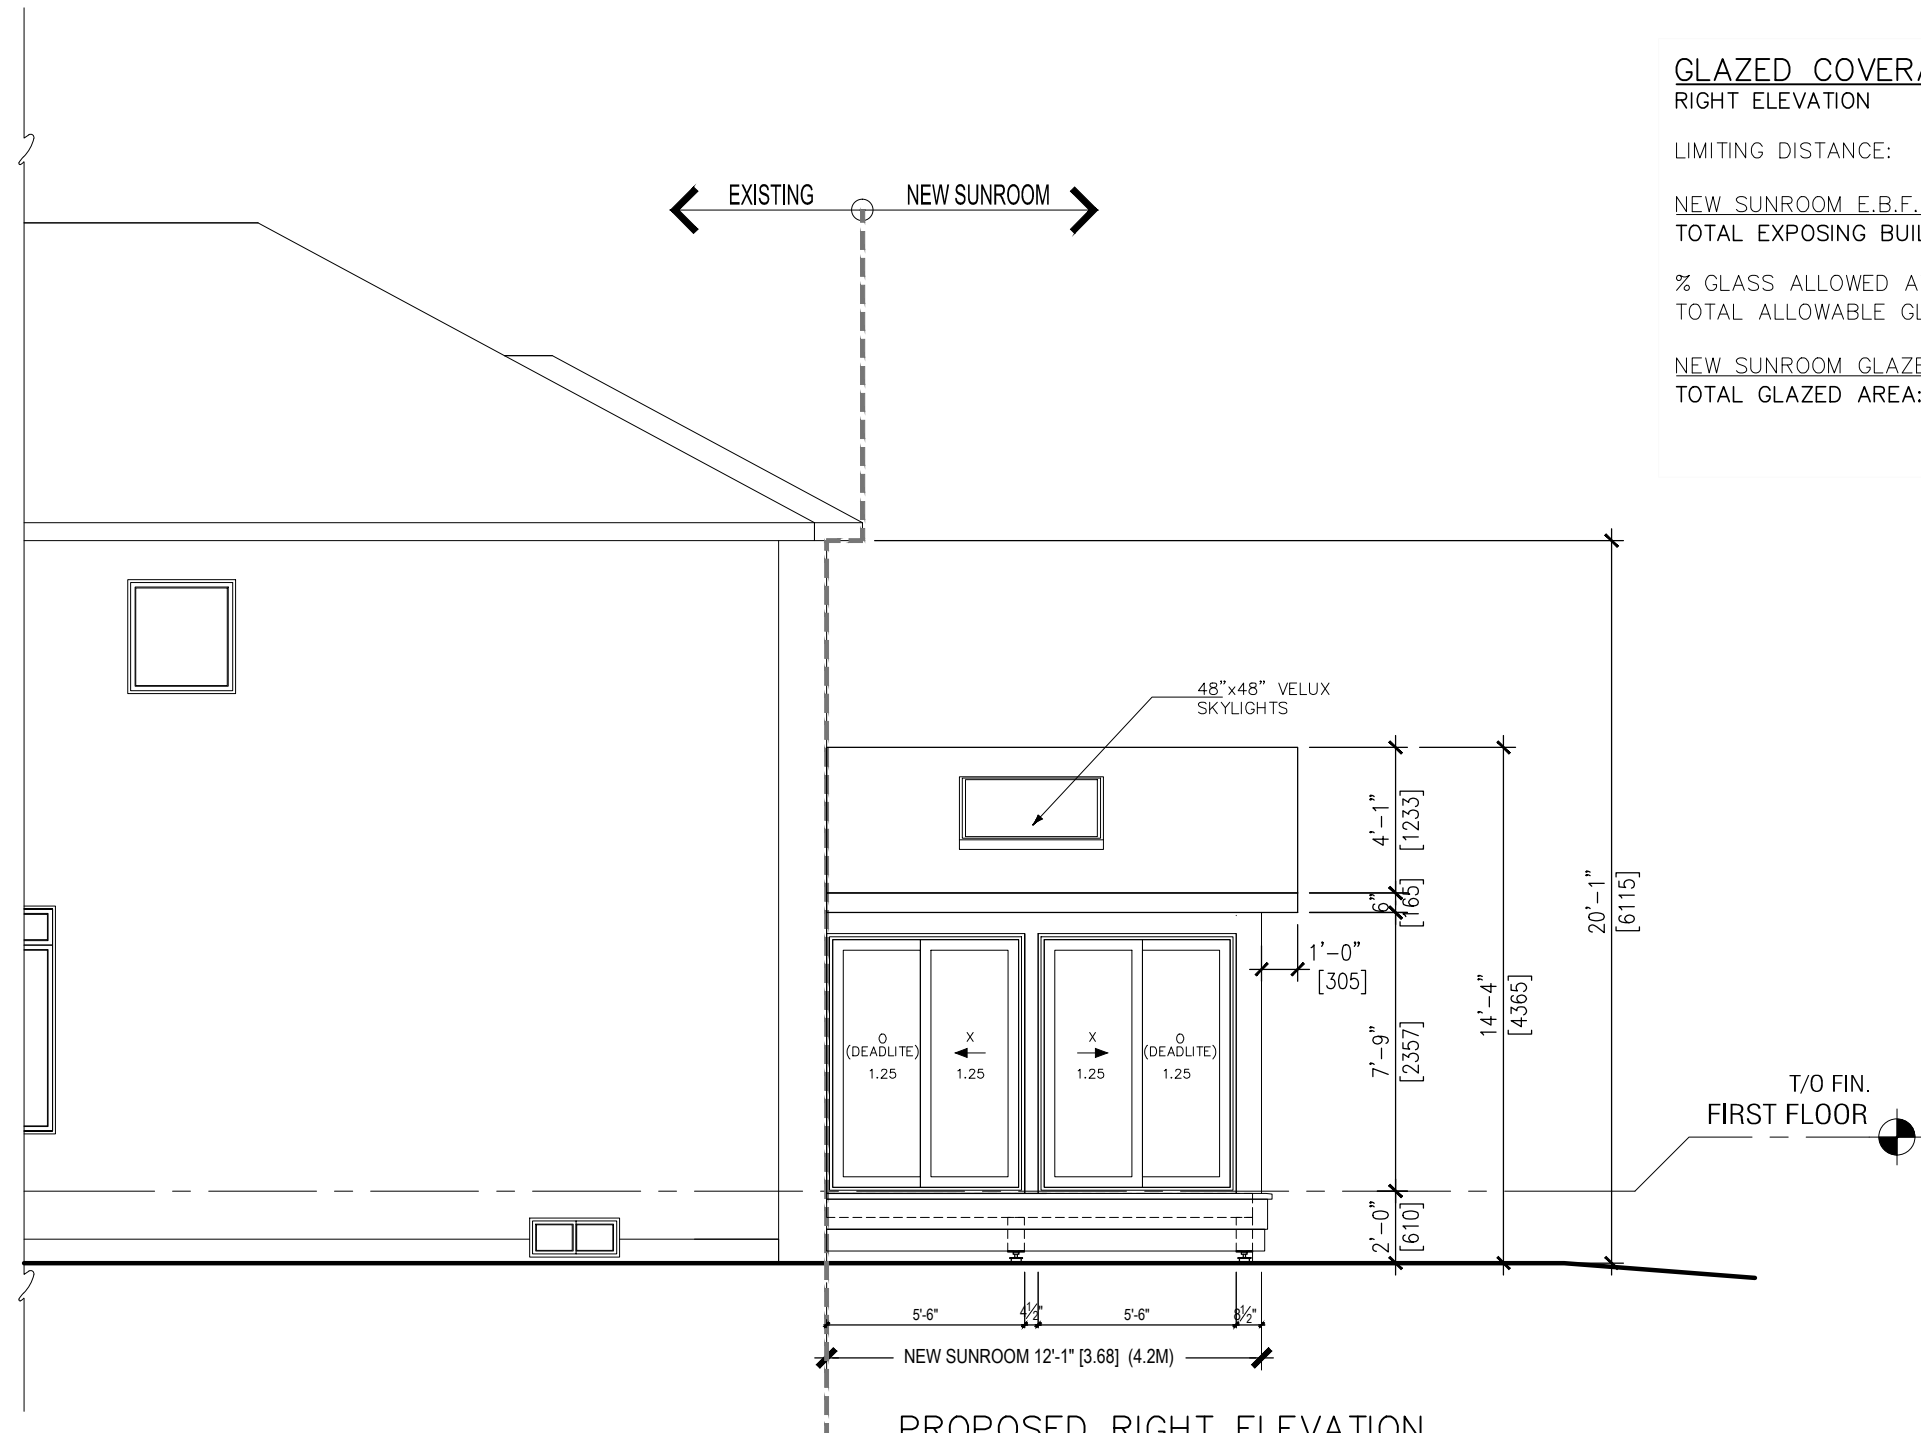 GLAZED COVERA
RIGHT ELEVATION
LIMITING DISTANCE:
NEW SUNROOM E.B.F.
TOTAL EXPOSING BUIL
% GLASS ALLOWED A
TOTAL ALLOWABLE GL
NEW SUNROOM GLAZE
TOTAL GLAZED AREA:
EXISTING
NEW SUNROOM
48"x48" VELUX
SKYLIGHTS
4'-1"
[1233]
6"
[165]
20'-1"
[6115]
1'-0"
[305]
14'-4"
[4365]
7'-9"
[2357]
O
(DEADLITE)
1.25
X
1.25
X
1.25
O
(DEADLITE)
1.25
T/O FIN.
FIRST FLOOR
2'-0"
[610]
5'-6"
4½"
5'-6"
8½"
NEW SUNROOM 12'-1" [3.68] (4.2M)
PROPOSED RIGHT ELEVATION